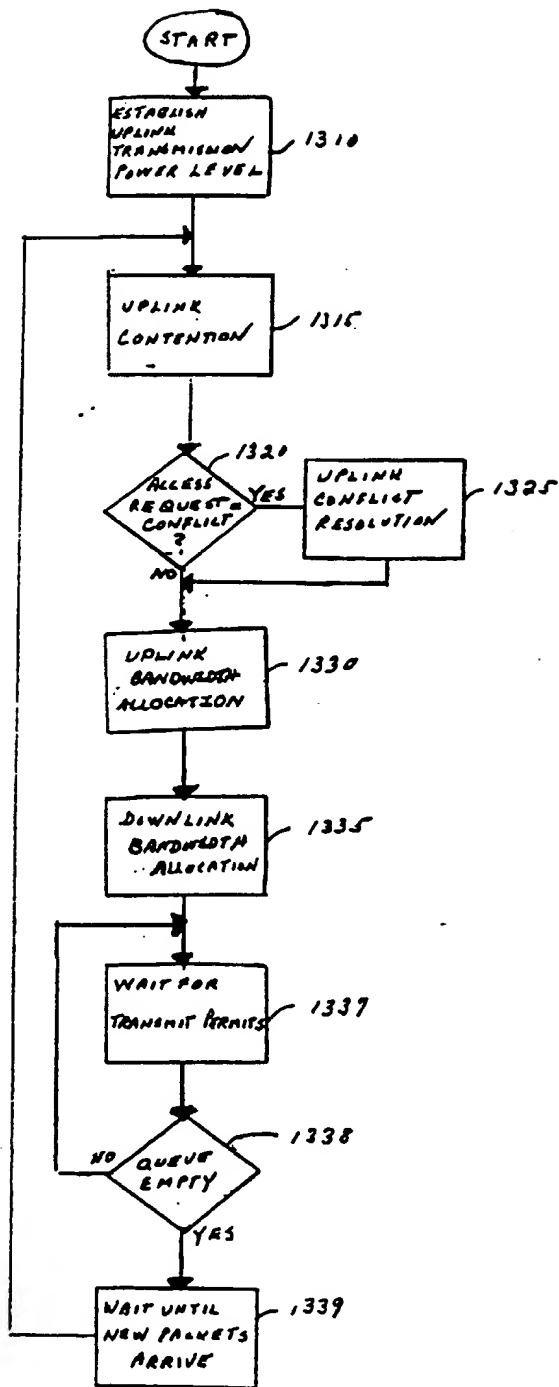 START
ESTABLISH
UPLINK
TRANSMISSION
POWER LEVEL
1310
UPLINK
CONTENTION
1315
1320
ACCESS
REQUEST =
CONFLICT
?
YES
NO
UPLINK
CONFLICT
RESOLUTION
1325
UPLINK
BANDWIDTH
ALLOCATION
1330
DOWNLINK
BANDWIDTH
ALLOCATION
1335
WAIT FOR
TRANSMIT PERMITS
1337
1338
QUEUE
EMPTY
NO
YES
WAIT UNTIL
NEW PACKETS
ARRIVE
1339